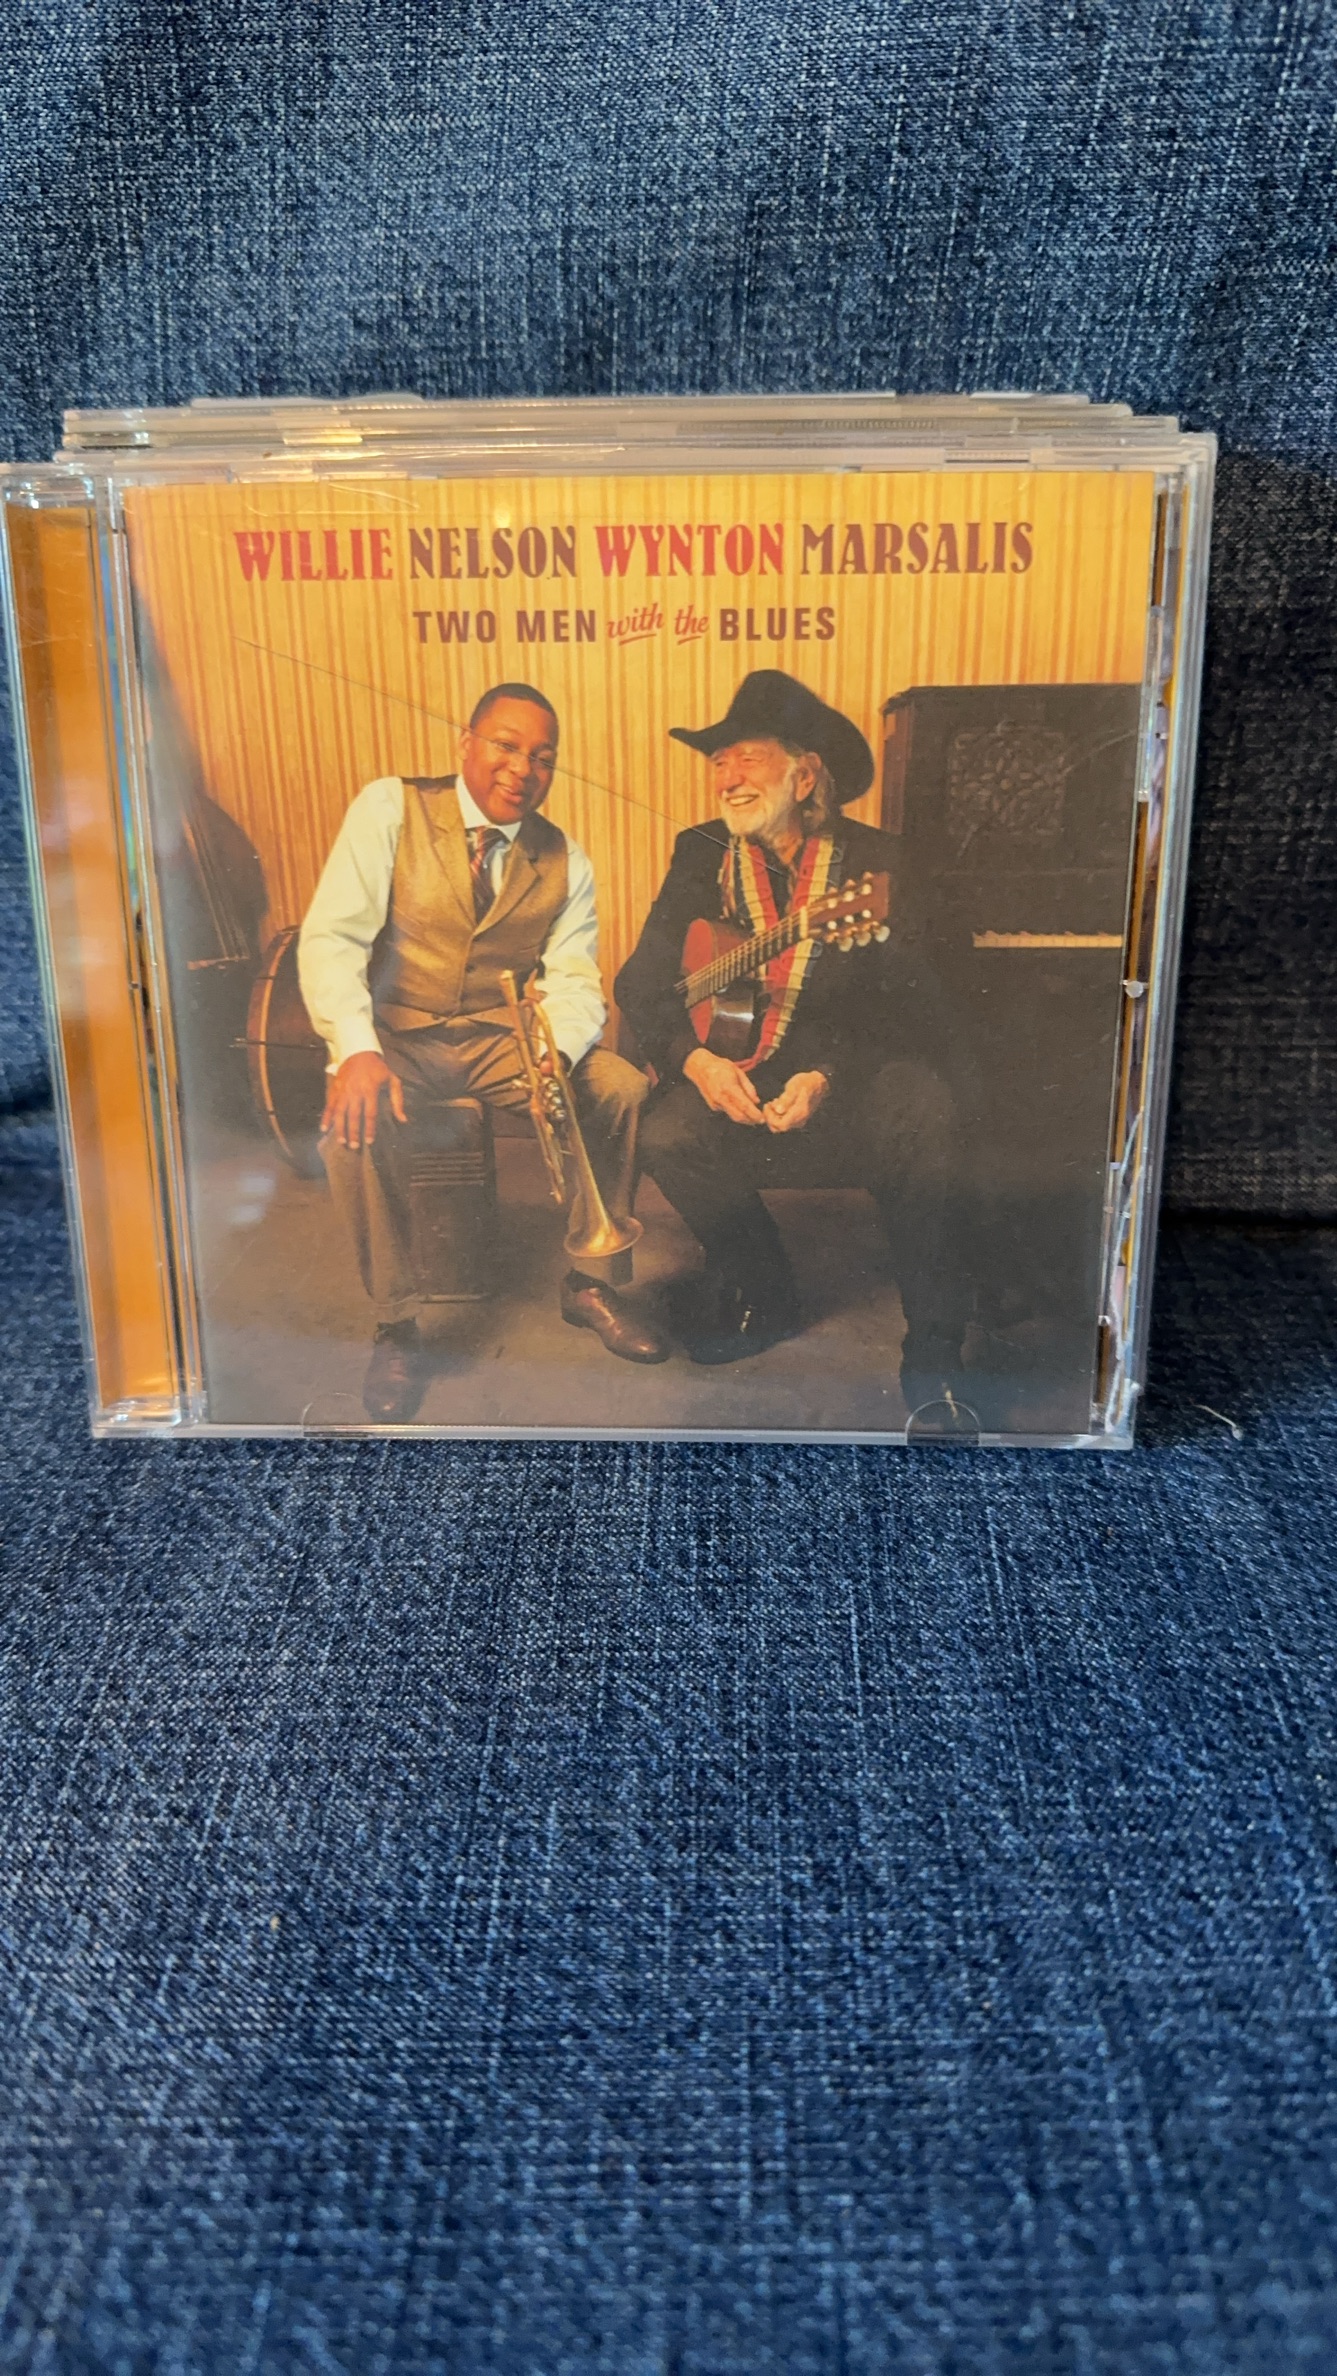 WILLIE NELSON WYNTON MARSALIS
TWO MEN with the BLUES